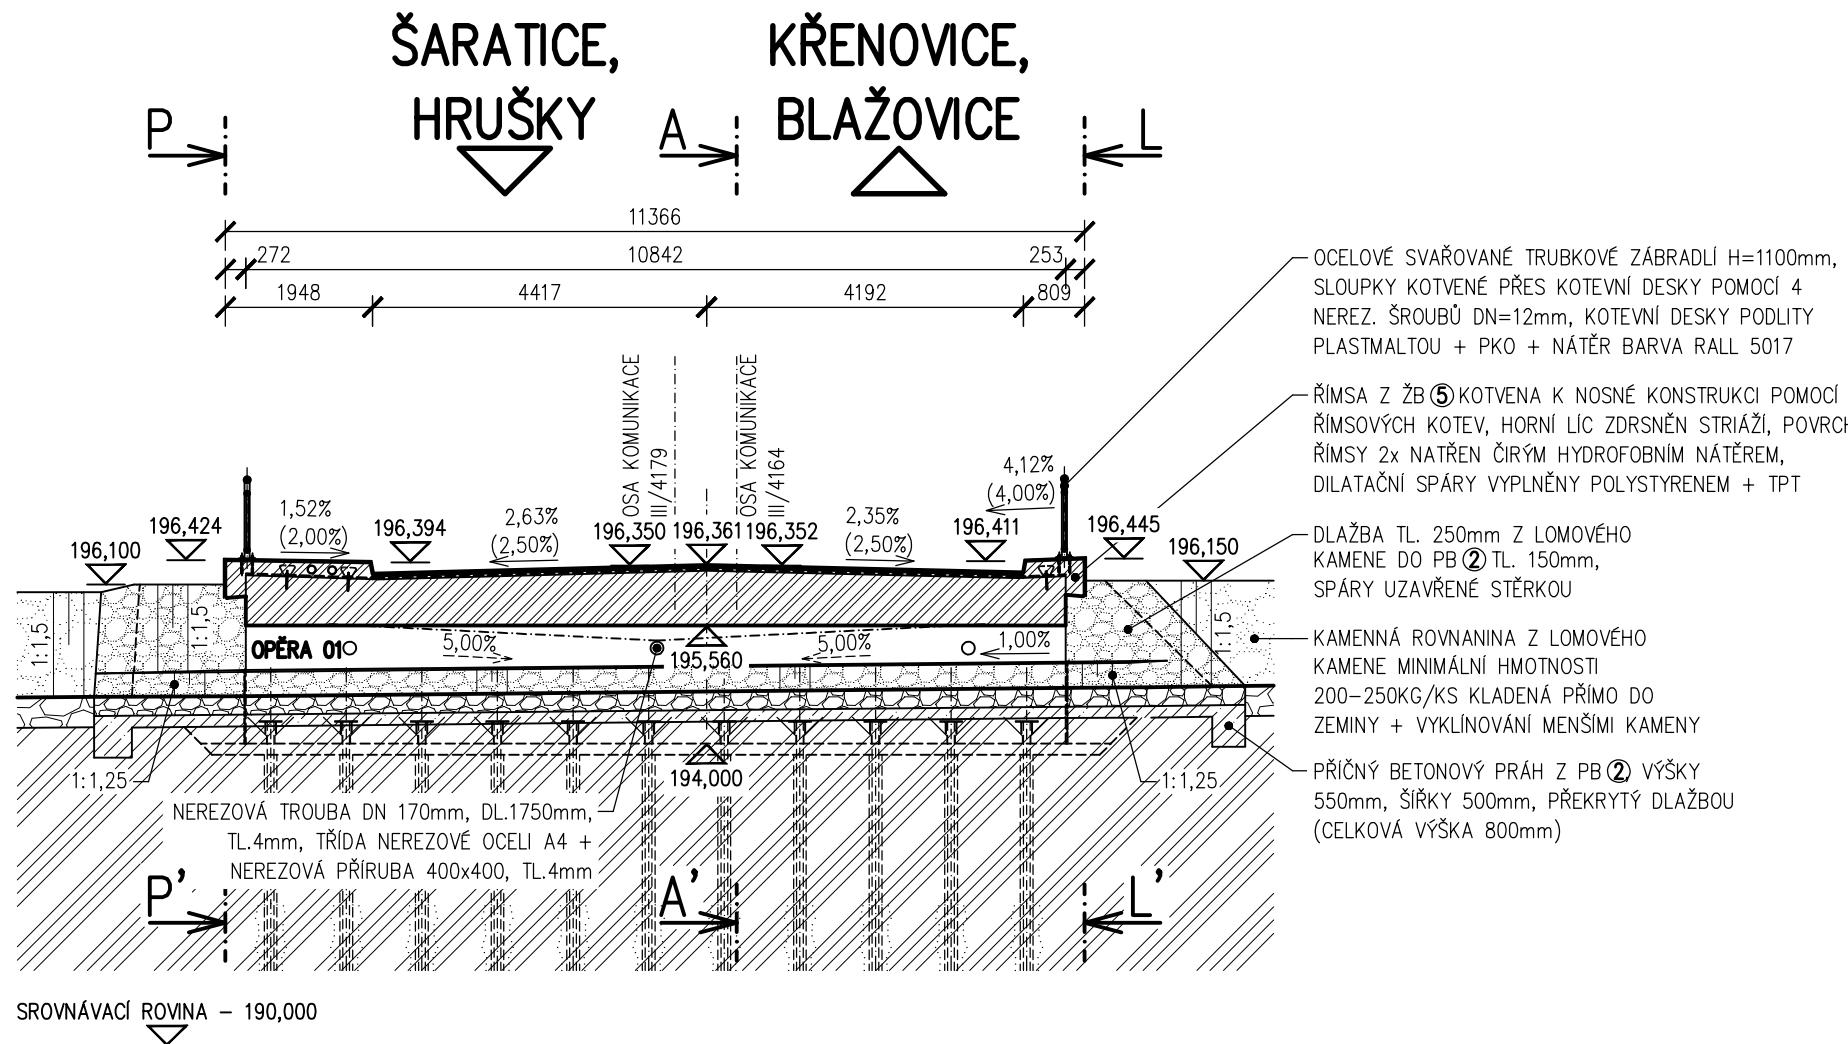 ŠARATICE,
HRUŠKY
KŘENOVICE,
BLAŽOVICE
P
A
L
11366
272
10842
253
1948
4417
4192
809
OSA KOMUNIKACE
III/4179
OSA KOMUNIKACE
III/4164
196,100
196,424
1,52%
(2,00%)
196,394
2,63%
(2,50%)
196,350
196,361
196,352
2,35%
(2,50%)
4,12%
(4,00%)
196,411
196,445
196,150
1:1,5
1:1,5
OPĚRA 01
5,00%
195,560
5,00%
1,00%
1:1,5
194,000
1:1,25
1:1,25
NEREZOVÁ TROUBA DN 170mm, DL.1750mm,
TL.4mm, TŘÍDA NEREZOVÉ OCELI A4 +
NEREZOVÁ PŘÍRUBA 400x400, TL.4mm
P'
A'
L'
SROVNÁVACÍ ROVINA – 190,000
OCELOVÉ SVAŘOVANÉ TRUBKOVÉ ZÁBRADLÍ H=1100mm,
SLOUPKY KOTVENÉ PŘES KOTEVNÍ DESKY POMOCÍ 4
NEREZ. ŠROUBŮ DN=12mm, KOTEVNÍ DESKY PODLITY
PLASTMALTOU + PKO + NÁTĚR BARVA RALL 5017
ŘÍMSA Z ŽB 5 KOTVENA K NOSNÉ KONSTRUKCI POMOCÍ
ŘÍMSOVÝCH KOTEV, HORNÍ LÍC ZDRSNĚN STRIÁŽÍ, POVRCH
ŘÍMSY 2x NATŘEN ČIRÝM HYDROFOBNÍM NÁTĚREM,
DILATAČNÍ SPÁRY VYPLNĚNY POLYSTYRENEM + TPT
DLAŽBA TL. 250mm Z LOMOVÉHO
KAMENE DO PB 2 TL. 150mm,
SPÁRY UZAVŘENÉ STĚRKOU
KAMENNÁ ROVNANINA Z LOMOVÉHO
KAMENE MINIMÁLNÍ HMOTNOSTI
200–250KG/KS KLADENÁ PŘÍMO DO
ZEMINY + VYKLÍNOVÁNÍ MENŠÍMI KAMENY
PŘÍČNÝ BETONOVÝ PRÁH Z PB 2, VÝŠKY
550mm, ŠÍŘKY 500mm, PŘEKRYTÝ DLAŽBOU
(CELKOVÁ VÝŠKA 800mm)